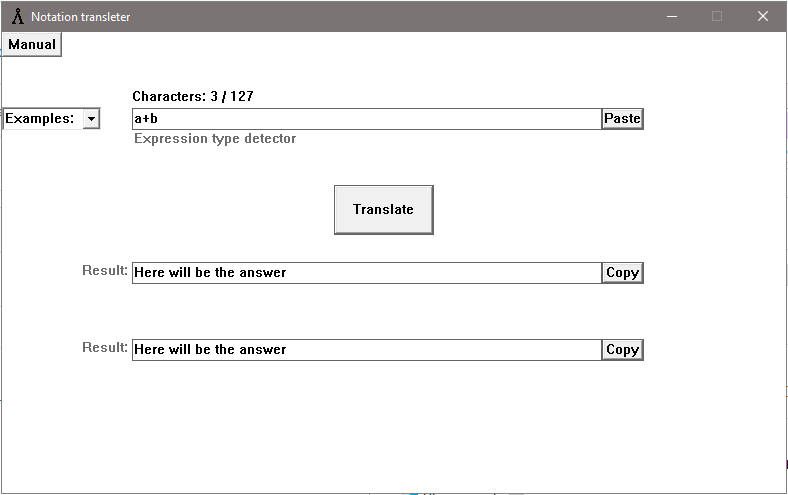 Notation transleter
Manual
Characters: 3 / 127
Examples: a+b Paste
Expression type detector
Translate
Result: Here will be the answer Copy
Result: Here will be the answer Copy